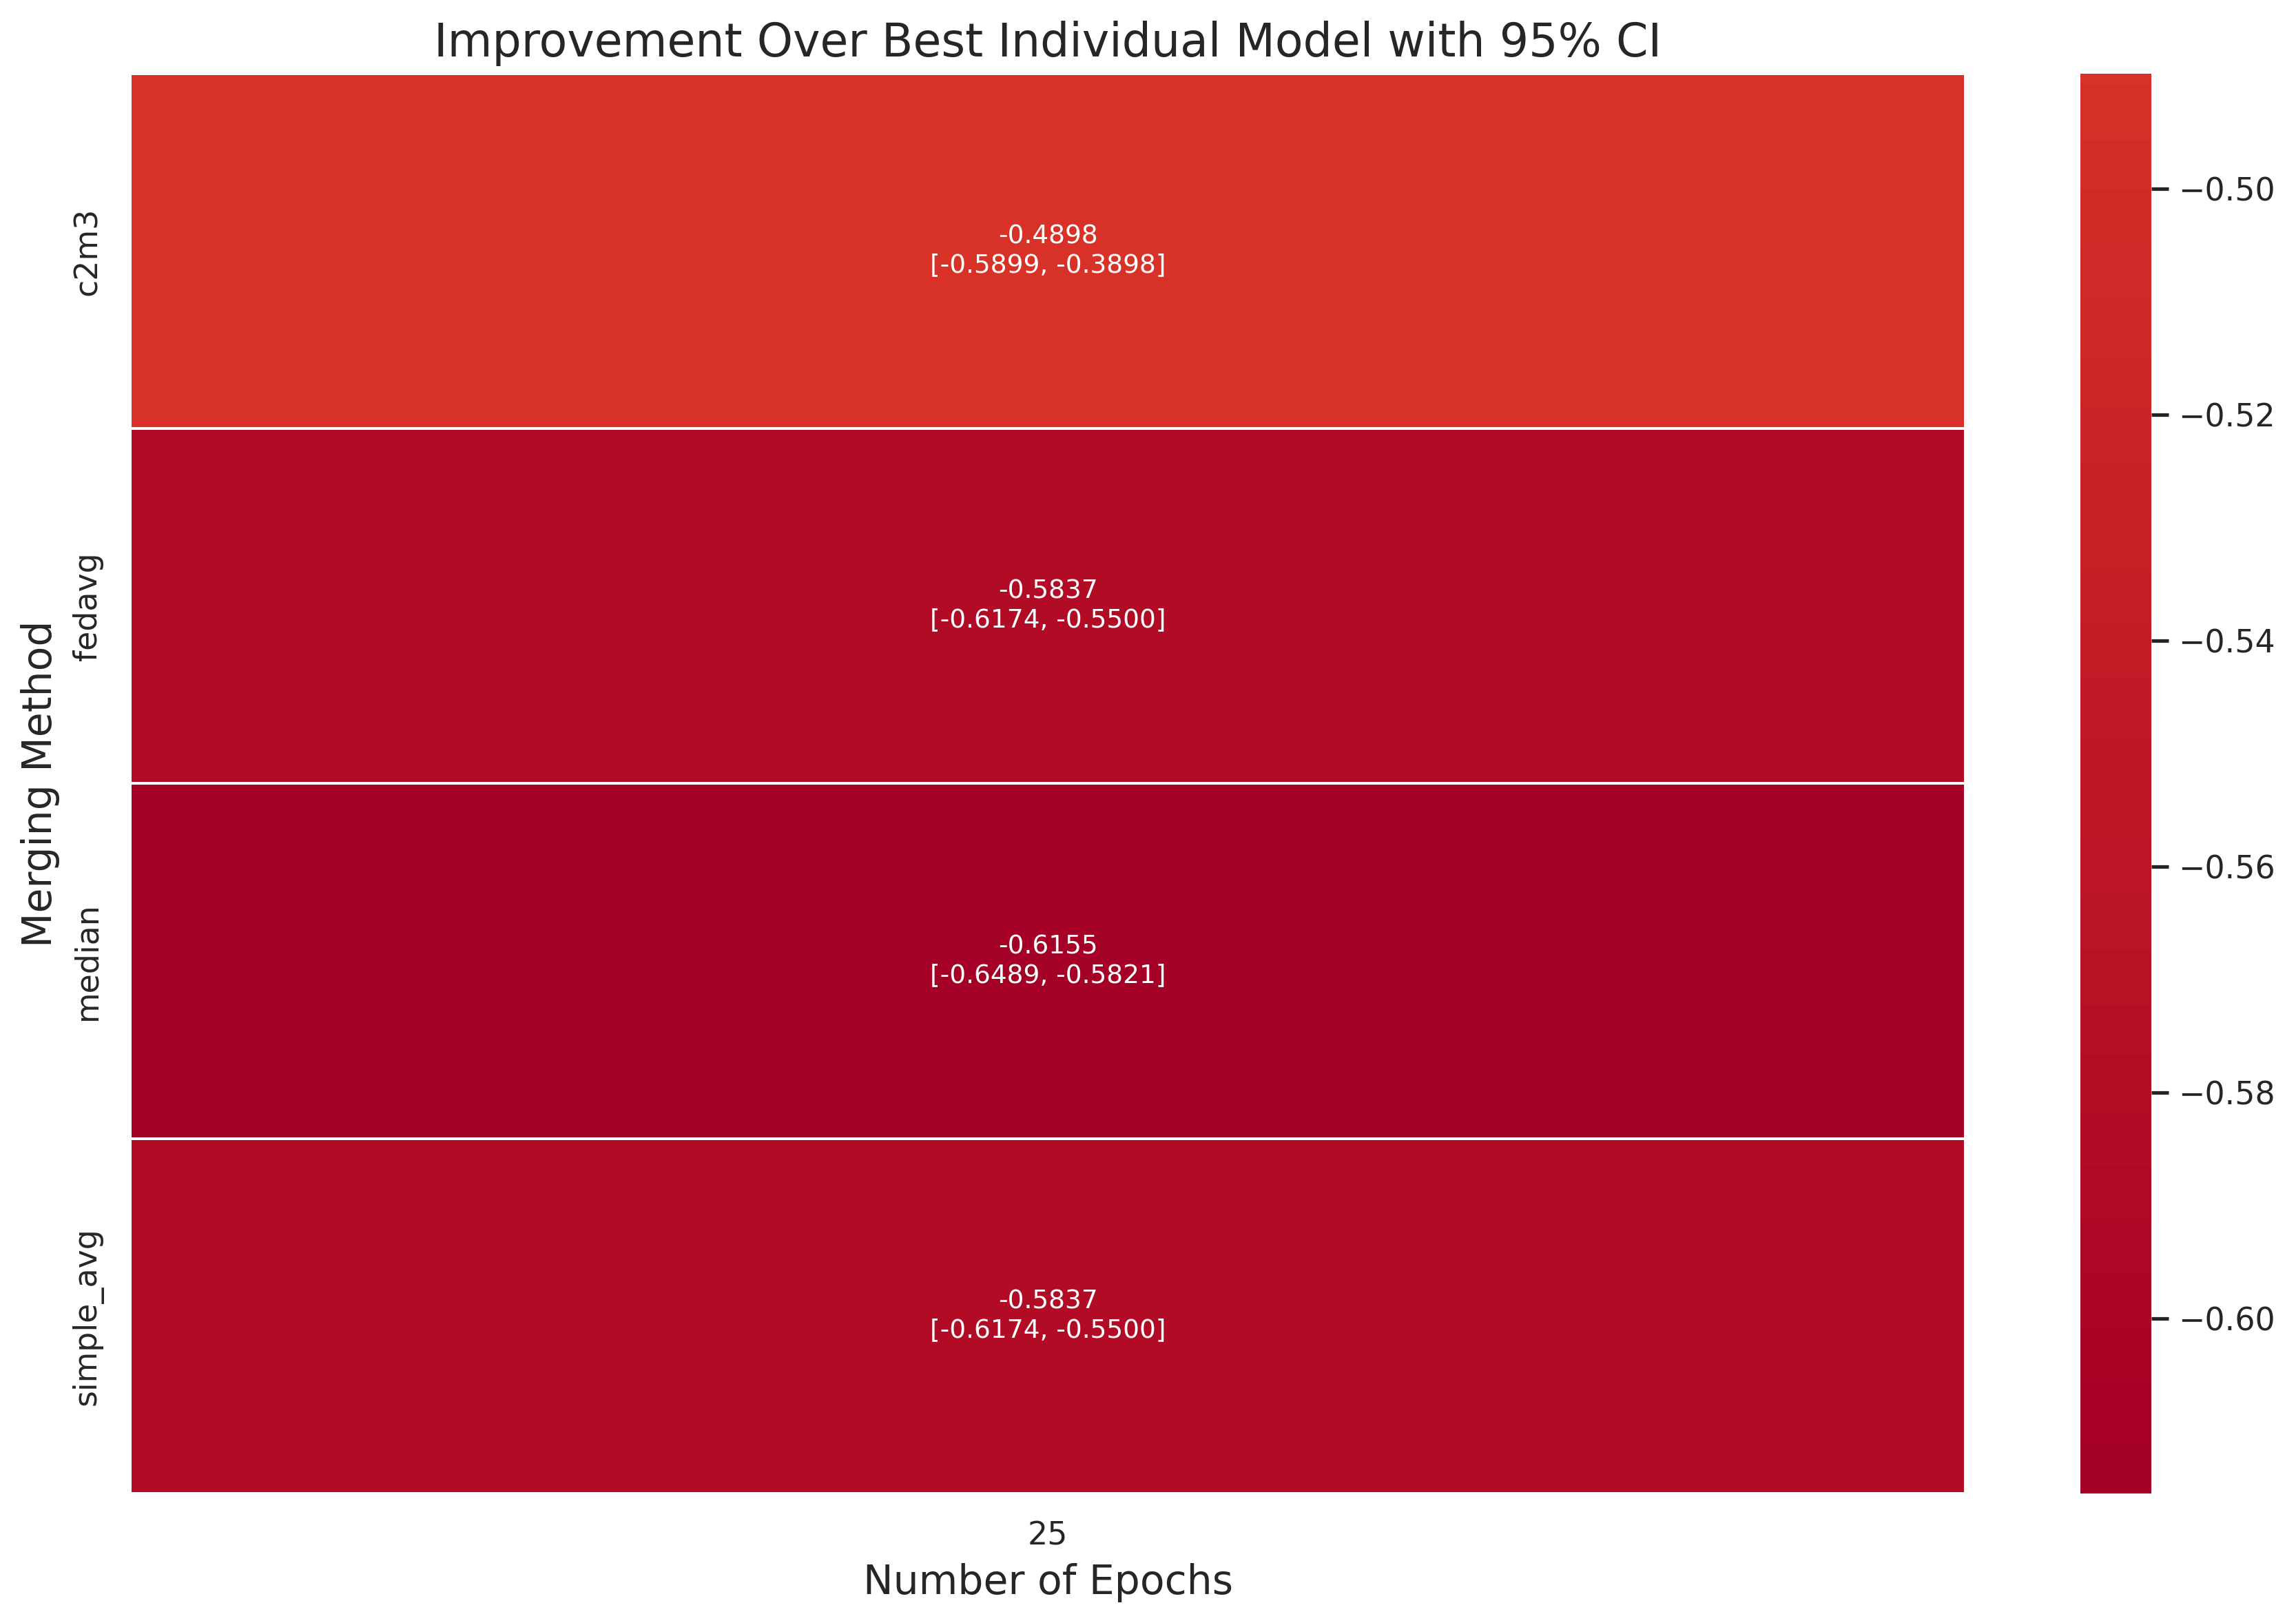 Improvement Over Best Individual Model with 95% CI
Merging Method
c2m3
-0.4898
[-0.5899, -0.3898]
fedavg
-0.5837
[-0.6174, -0.5500]
median
-0.6155
[-0.6489, -0.5821]
simple_avg
-0.5837
[-0.6174, -0.5500]
25
Number of Epochs
−0.50
−0.52
−0.54
−0.56
−0.58
−0.60